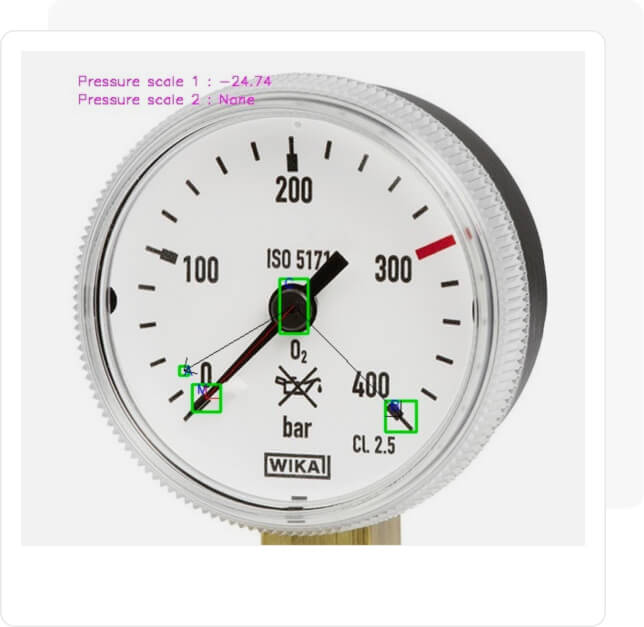 Pressure scale 1 : -24.74
Pressure scale 2 : None
200
ISO 5171
100
300
O2
0
400
bar
CL 2.5
WIKAI